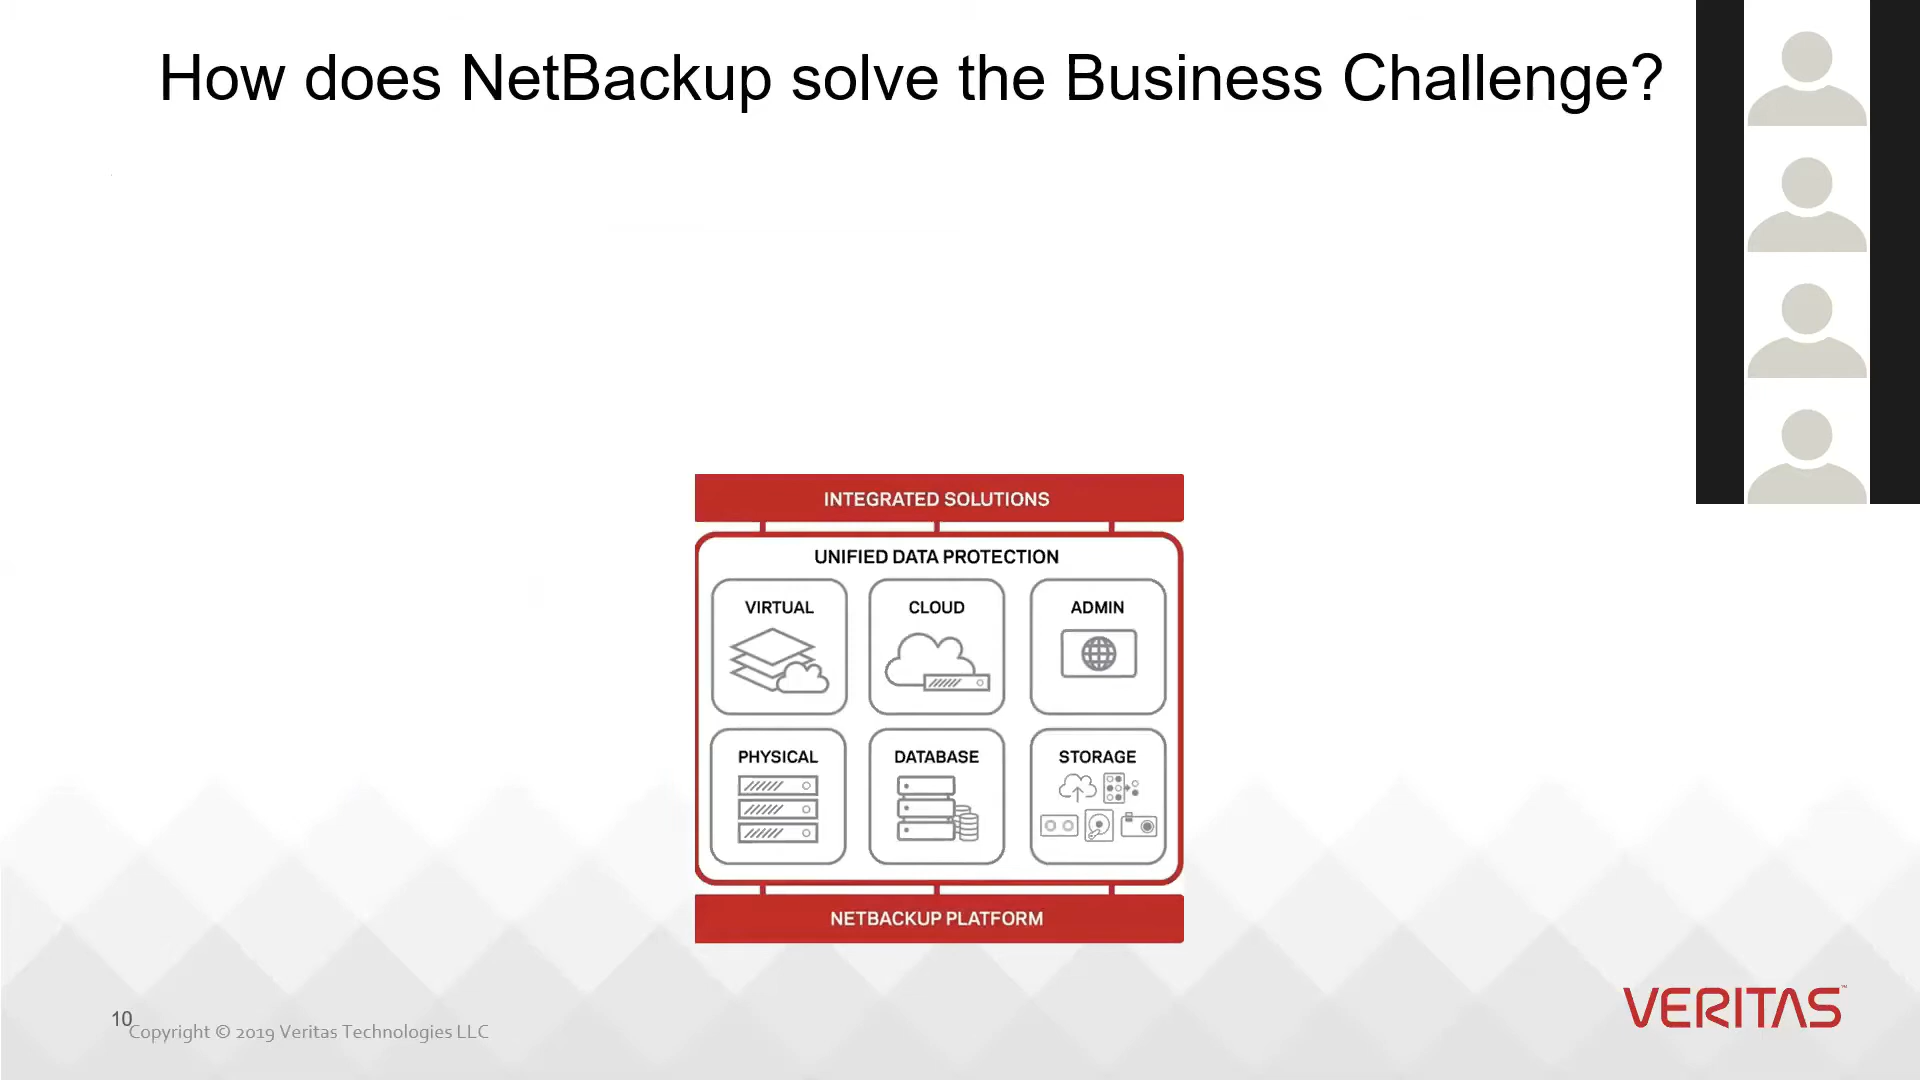 How does NetBackup solve the Business Challenge?
INTEGRATED SOLUTIONS
UNIFIED DATA PROTECTION
VIRTUAL
CLOUD
ADMIN
PHYSICAL
DATABASE
STORAGE
NETBACKUP PLATFORM
10
Copyright © 2019 Veritas Technologies LLC
VERITAS™